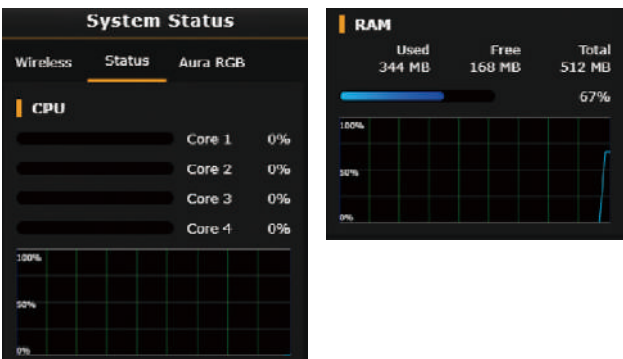 System Status
Wireless Status Aura RGB
CPU
Core 1 0%
Core 2 0%
Core 3 0%
Core 4 0%
100%
50%
0%
RAM
Used Free Total
344 MB 168 MB 512 MB
67%
100%
50%
0%